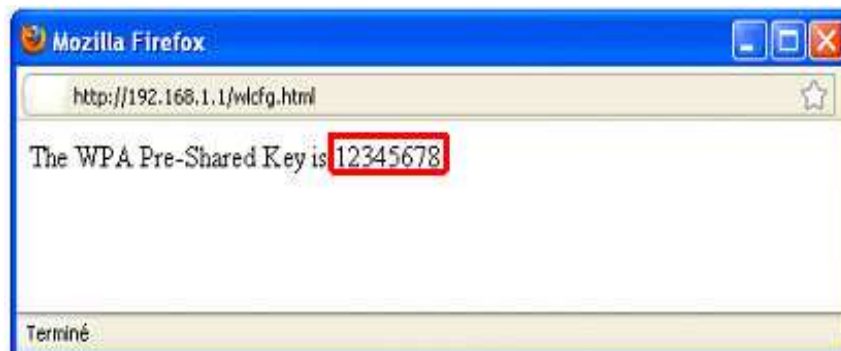 Mozilla Firefox
http://192.168.1.1/wlcfg.html
The WPA Pre-Shared Key is 12345678
Terminé